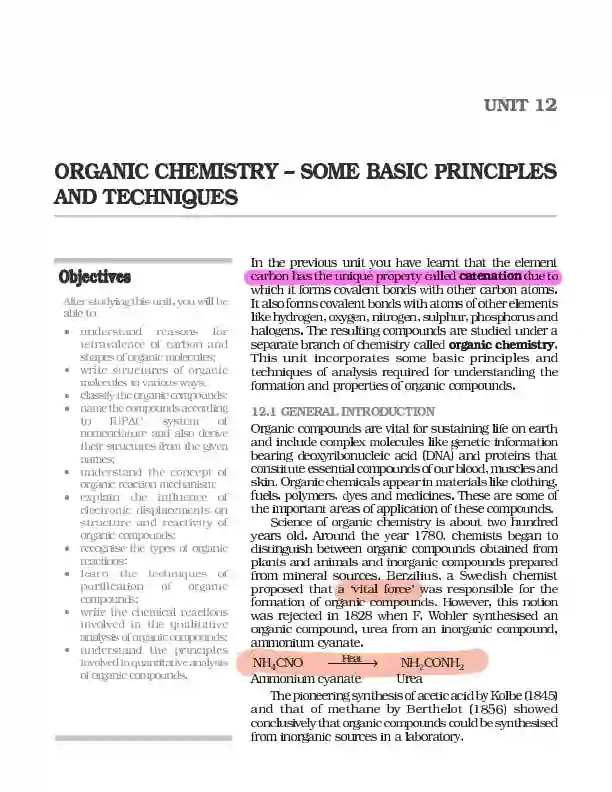 UNIT 12
ORGANIC CHEMISTRY – SOME BASIC PRINCIPLES
AND TECHNIQUES
Objectives
After studying this unit, you will be
able to
• understand reasons for
tetravalence of carbon and
shapes of organic molecules;
• write structures of organic
molecules in various ways;
• classify the organic compounds;
• name the compounds according
to IUPAC system of
nomenclature and also derive
their structures from the given
names;
• understand the concept of
organic reaction mechanism;
• explain the influence of
electronic displacements on
structure and reactivity of
organic compounds;
• recognise the types of organic
reactions;
• learn the techniques of
purification of organic
compounds;
• write the chemical reactions
involved in the qualitative
analysis of organic compounds;
• understand the principles
involved in quantitative analysis
of organic compounds.
In the previous unit you have learnt that the element
carbon has the unique property called catenation due to
which it forms covalent bonds with other carbon atoms.
It also forms covalent bonds with atoms of other elements
like hydrogen, oxygen, nitrogen, sulphur, phosphorus and
halogens. The resulting compounds are studied under a
separate branch of chemistry called organic chemistry.
This unit incorporates some basic principles and
techniques of analysis required for understanding the
formation and properties of organic compounds.
12.1 GENERAL INTRODUCTION
Organic compounds are vital for sustaining life on earth
and include complex molecules like genetic information
bearing deoxyribonucleic acid (DNA) and proteins that
constitute essential compounds of our blood, muscles and
skin. Organic chemicals appear in materials like clothing,
fuels, polymers, dyes and medicines. These are some of
the important areas of application of these compounds.
Science of organic chemistry is about two hundred
years old. Around the year 1780, chemists began to
distinguish between organic compounds obtained from
plants and animals and inorganic compounds prepared
from mineral sources. Berzilius, a Swedish chemist
proposed that a ‘vital force’ was responsible for the
formation of organic compounds. However, this notion
was rejected in 1828 when F. Wohler synthesised an
organic compound, urea from an inorganic compound,
ammonium cyanate.
NH₄CNO Heat → NH₂CONH₂
Ammonium cyanate Urea
The pioneering synthesis of acetic acid by Kolbe (1845)
and that of methane by Berthelot (1856) showed
conclusively that organic compounds could be synthesised
from inorganic sources in a laboratory.